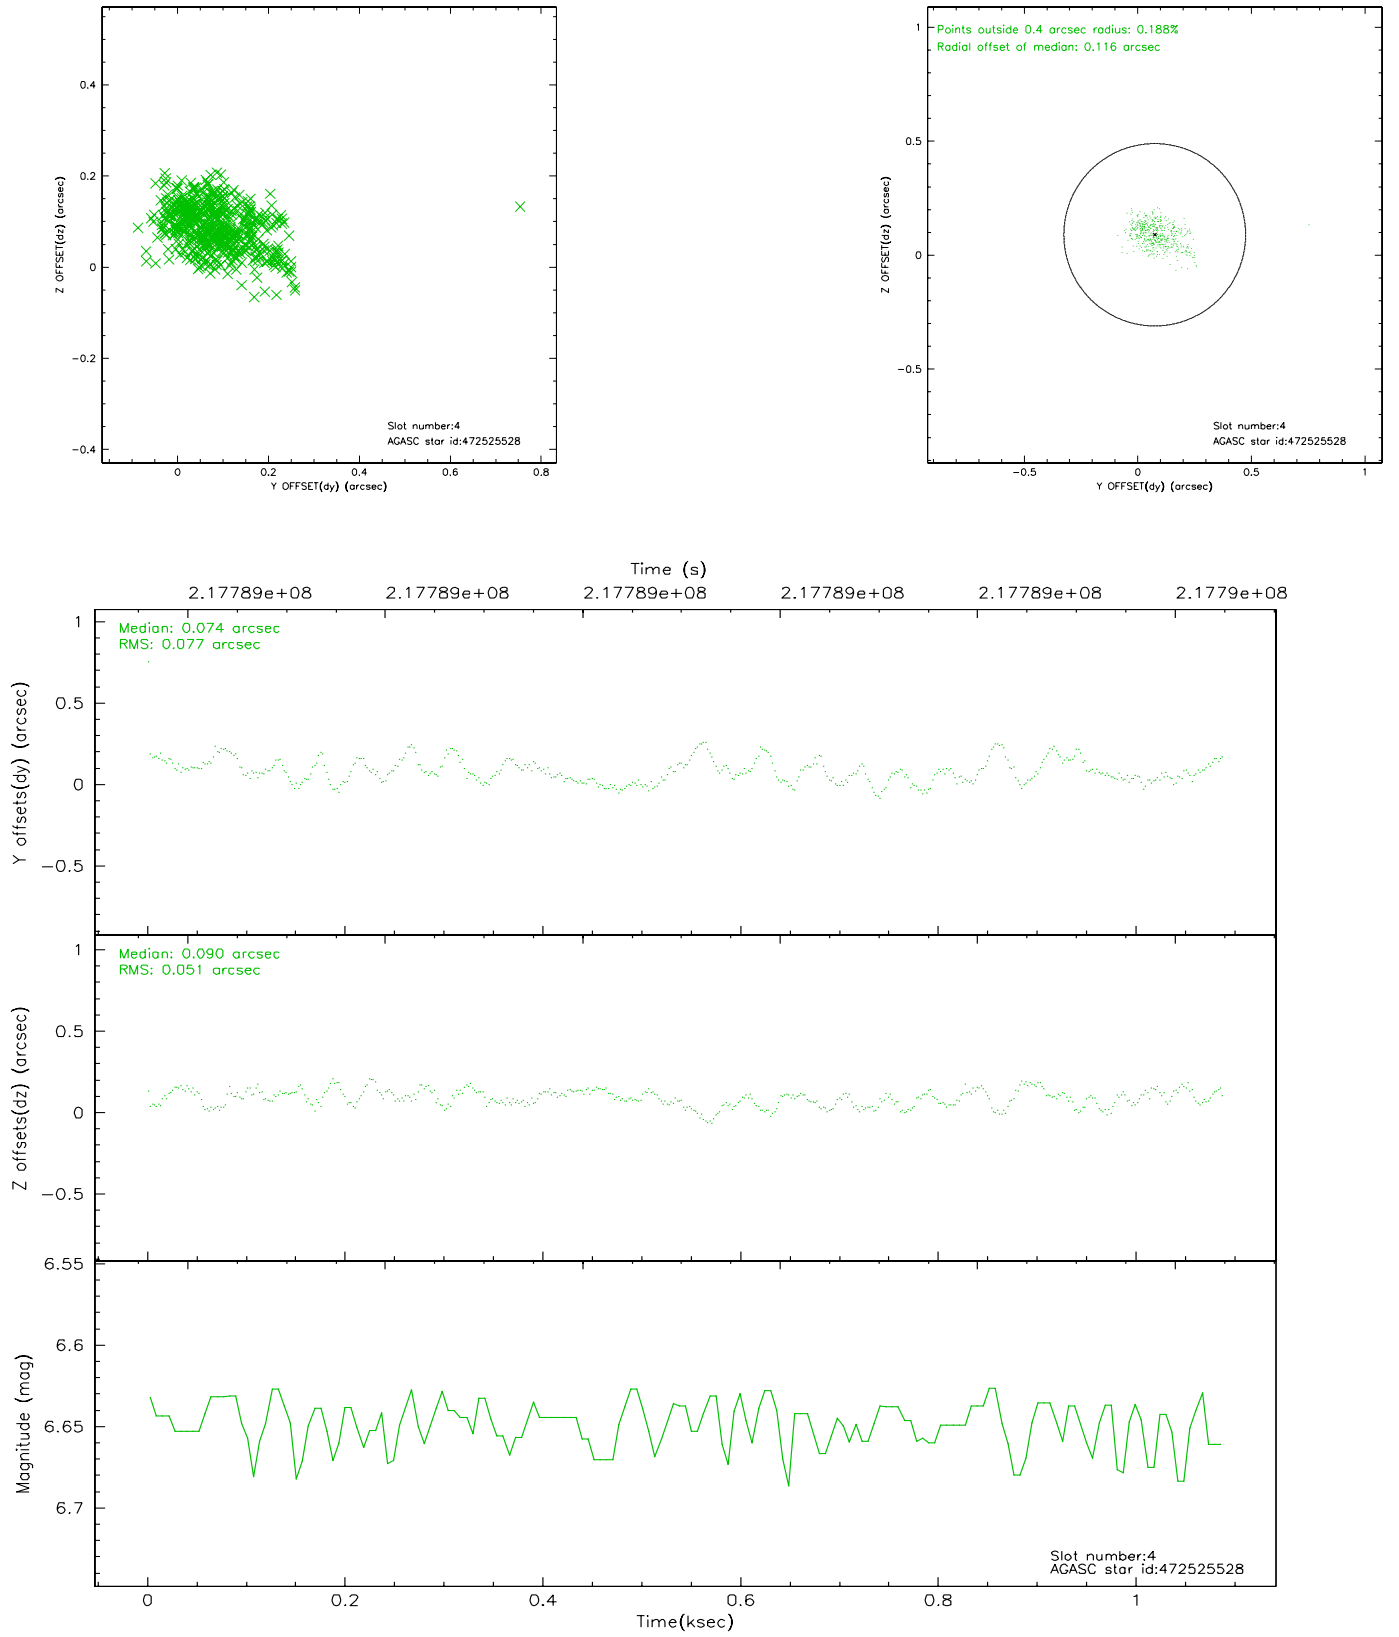 0.4
0.2
0
−0.2
−0.4
Z OFFSET(dz) (arcsec)
Slot number:4
AGASC star id:472525528
0 0.2 0.4 0.6 0.8
Y OFFSET(dy) (arcsec)
Points outside 0.4 arcsec radius: 0.188%
Radial offset of median: 0.116 arcsec
1
0.5
0
−0.5
Z OFFSET(dz) (arcsec)
Slot number:4
AGASC star id:472525528
−0.5 0 0.5 1
Y OFFSET(dy) (arcsec)
Time (s)
2.17789e+08 2.17789e+08 2.17789e+08 2.17789e+08 2.17789e+08 2.1779e+08
Median: 0.074 arcsec
RMS: 0.077 arcsec
1
0.5
0
−0.5
Y offsets(dy) (arcsec)
Median: 0.090 arcsec
RMS: 0.051 arcsec
1
0.5
0
−0.5
Z offsets(dz) (arcsec)
6.55
6.6
6.65
6.7
Magnitude (mag)
Slot number:4
AGASC star id:472525528
0 0.2 0.4 0.6 0.8 1
Time(ksec)